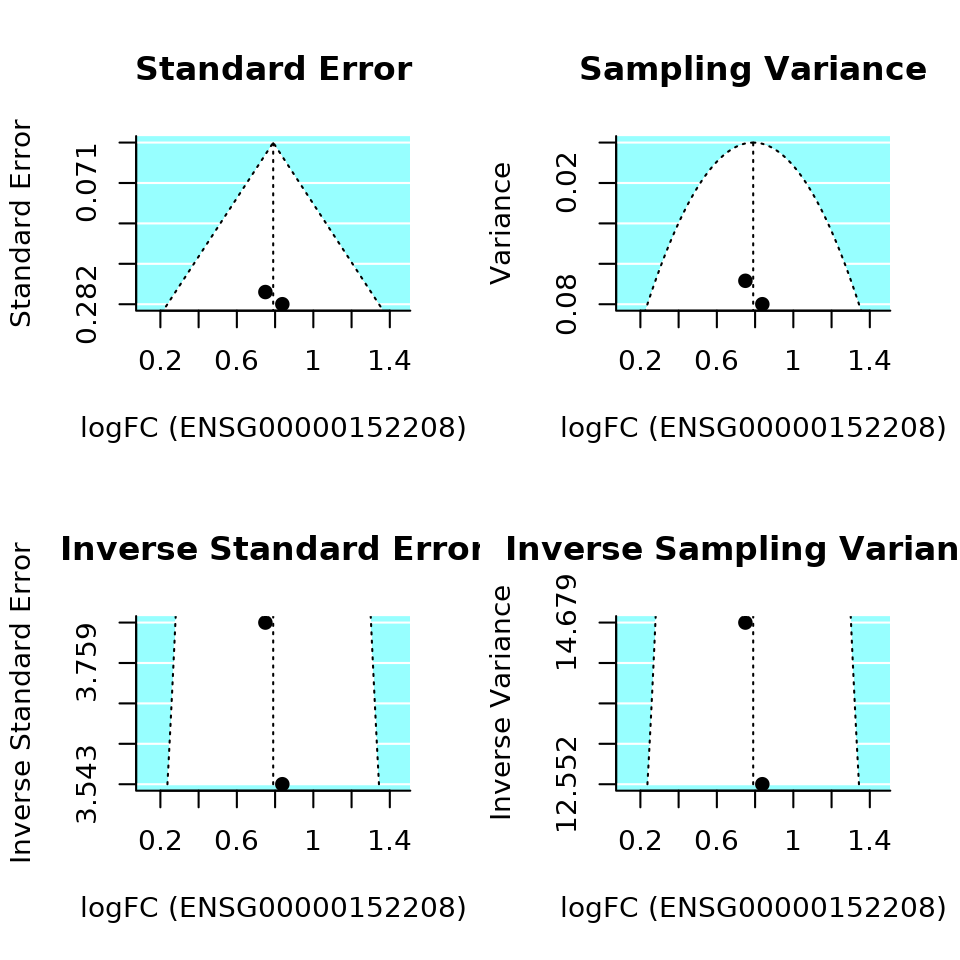 Standard Error
Standard Error
0.071
0.282
0.2 0.6 1 1.4
logFC (ENSG00000152208)
Sampling Variance
Variance
0.02
0.08
0.2 0.6 1 1.4
logFC (ENSG00000152208)
Inverse Standard Error
Inverse Standard Error
3.759
3.543
0.2 0.6 1 1.4
logFC (ENSG00000152208)
Inverse Sampling Varian
Inverse Variance
14.679
12.552
0.2 0.6 1 1.4
logFC (ENSG00000152208)